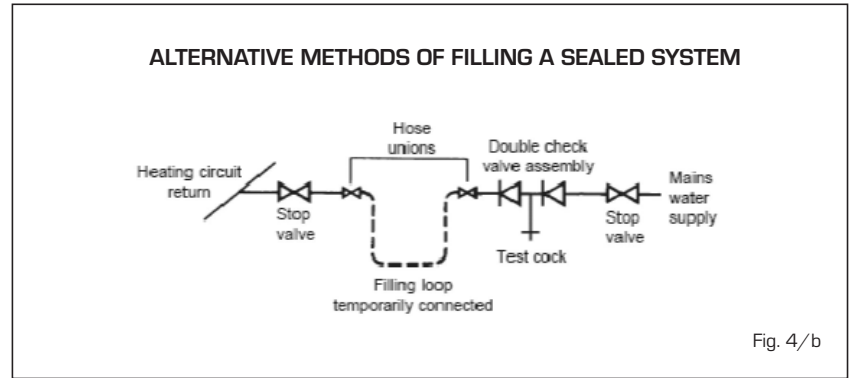 ALTERNATIVE METHODS OF FILLING A SEALED SYSTEM
Hose
unions
Double check
valve assembly
Heating circuit
return
Mains
water
supply
Stop
valve
Stop
valve
Test cock
Filling loop
temporarily connected
Fig. 4/b